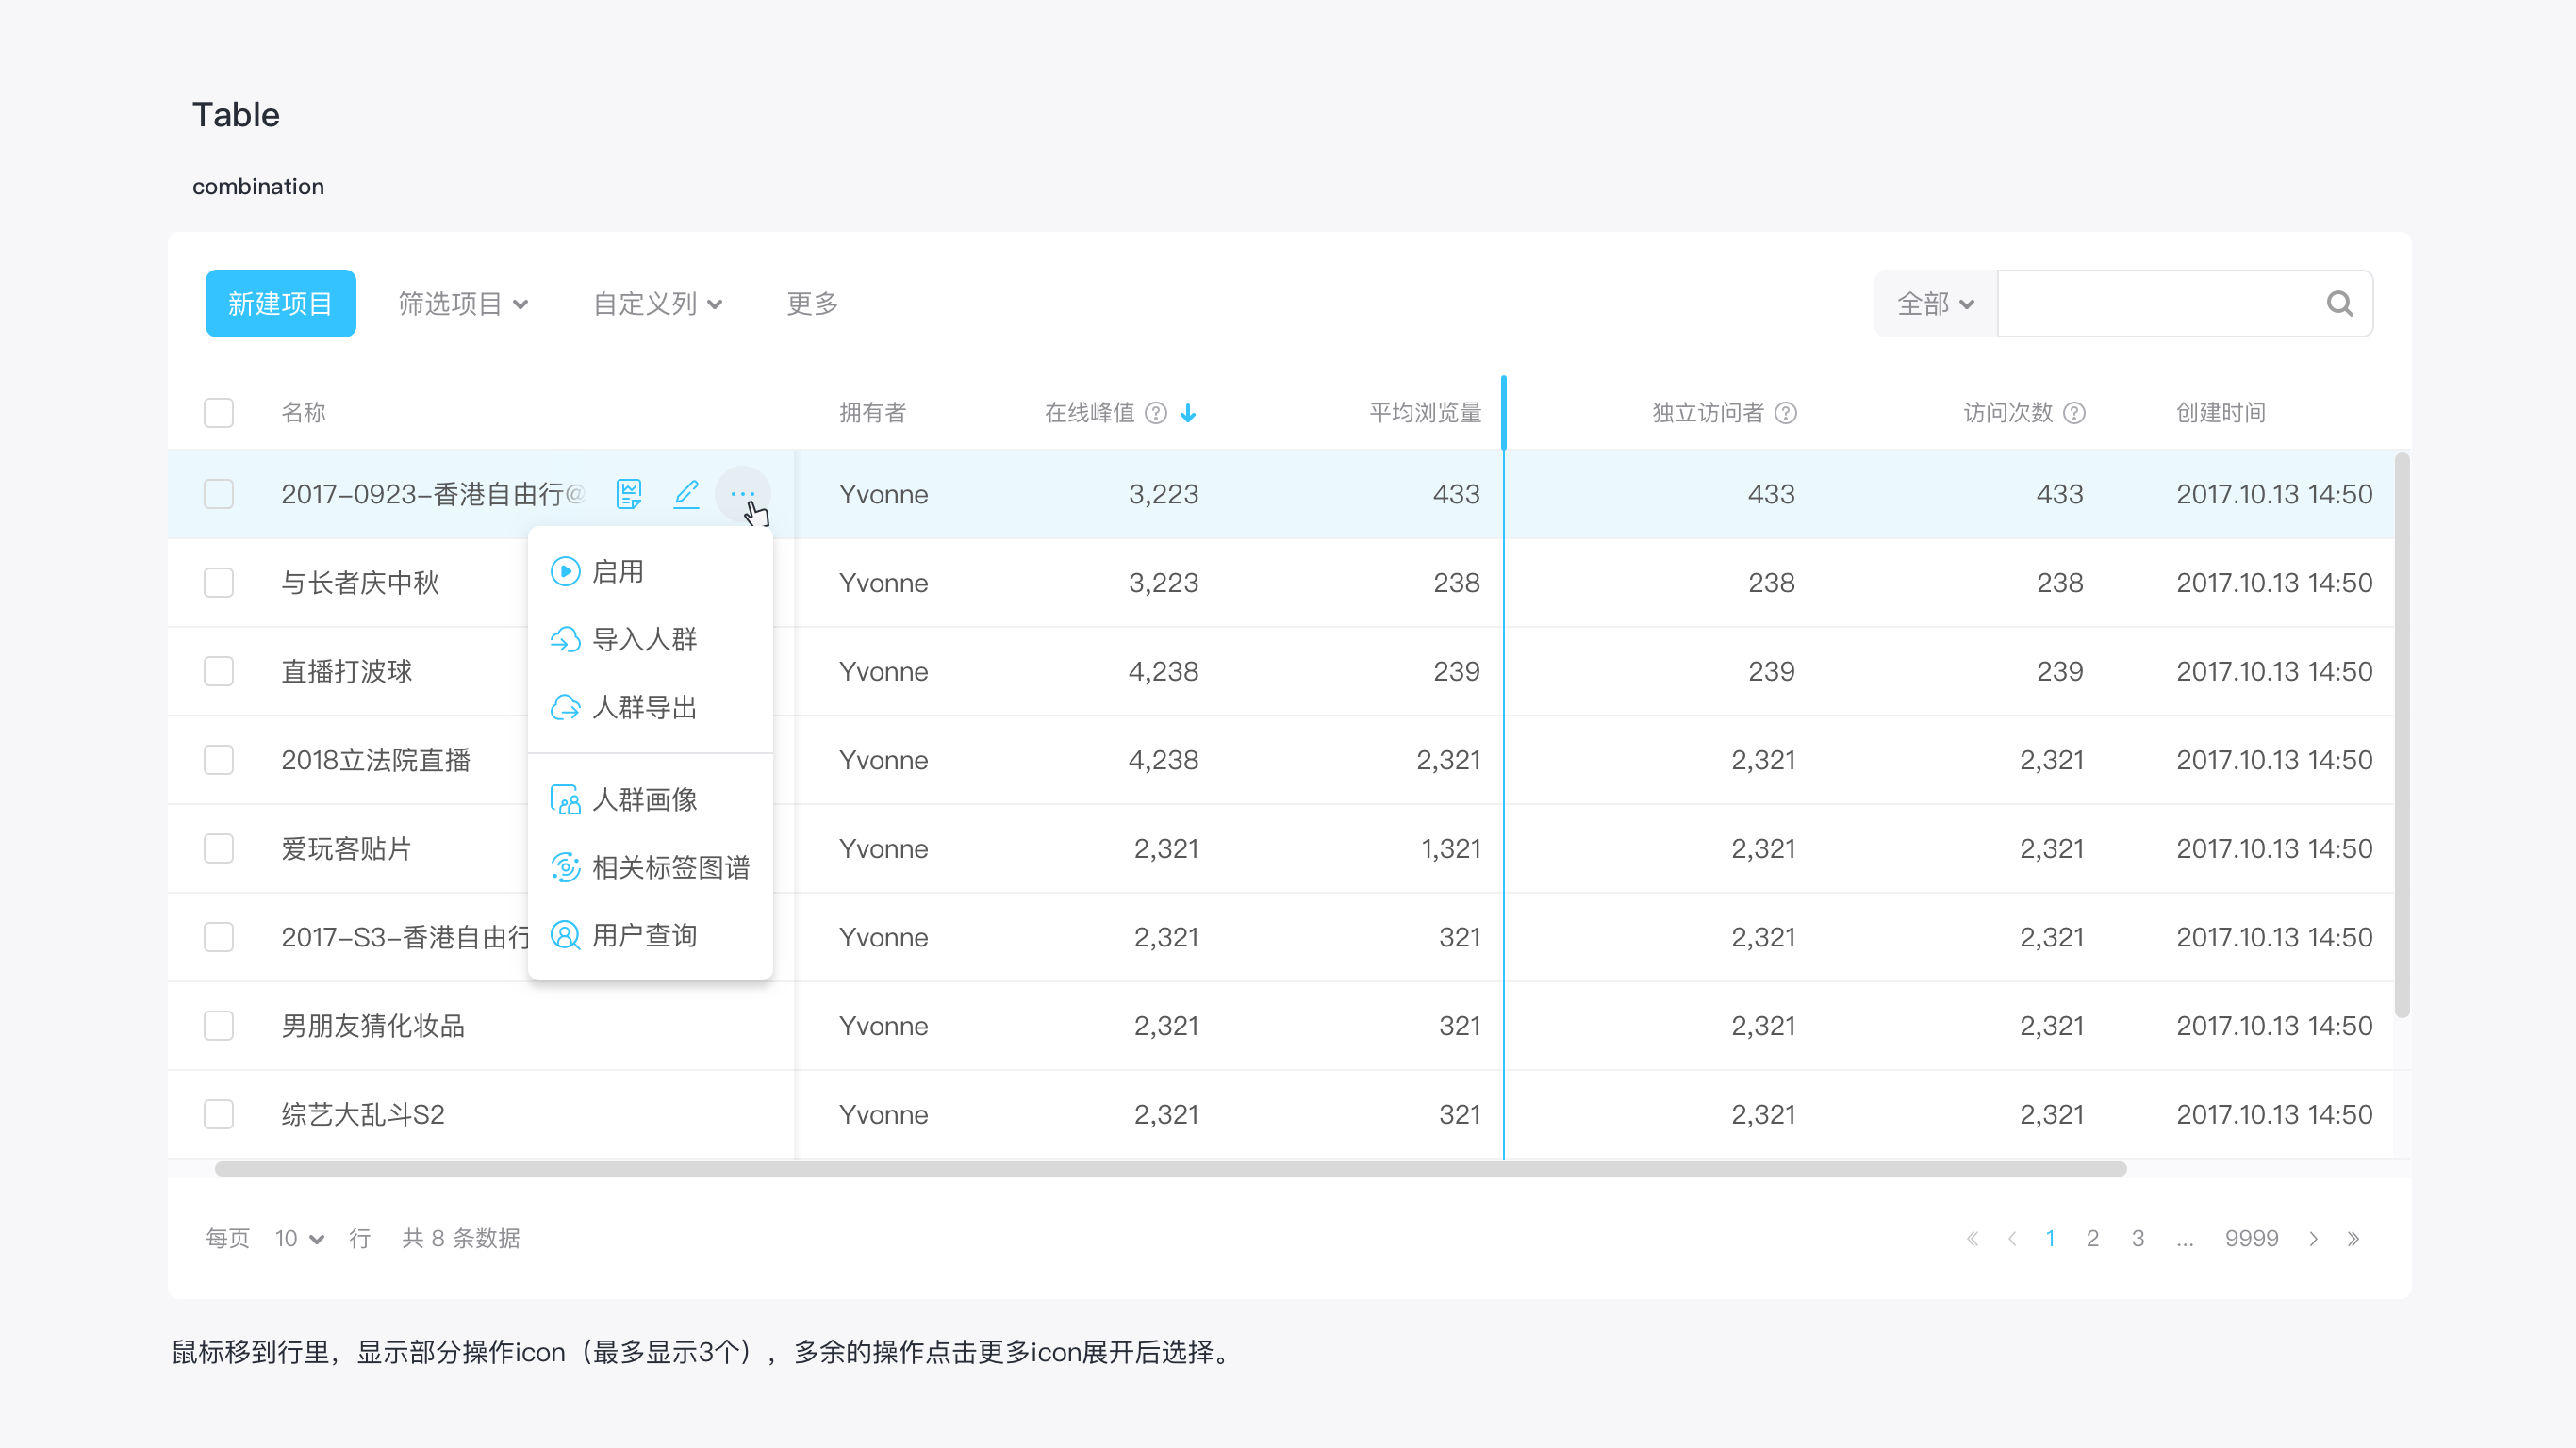 Table
combination
新建项目 筛选项目 自定义列 更多 全部
名称 拥有者 在线峰值 平均浏览量 独立访问者 访问次数 创建时间
2017-0923-香港自由行@ Yvonne 3,223 433 433 433 2017.10.13 14:50
启用
与长者庆中秋 Yvonne 3,223 238 238 238 2017.10.13 14:50
导入人群
直播打波球 Yvonne 4,238 239 239 239 2017.10.13 14:50
人群导出
2018立法院直播 Yvonne 4,238 2,321 2,321 2,321 2017.10.13 14:50
人群画像
爱玩客贴片 Yvonne 2,321 1,321 2,321 2,321 2017.10.13 14:50
相关标签图谱
2017-S3-香港自由行 Yvonne 2,321 321 2,321 2,321 2017.10.13 14:50
用户查询
男朋友猜化妆品 Yvonne 2,321 321 2,321 2,321 2017.10.13 14:50
综艺大乱斗S2 Yvonne 2,321 321 2,321 2,321 2017.10.13 14:50
每页 10 行 共 8 条数据 « ‹ 1 2 3 ... 9999 › »
鼠标移到行里，显示部分操作icon（最多显示3个），多余的操作点击更多icon展开后选择。